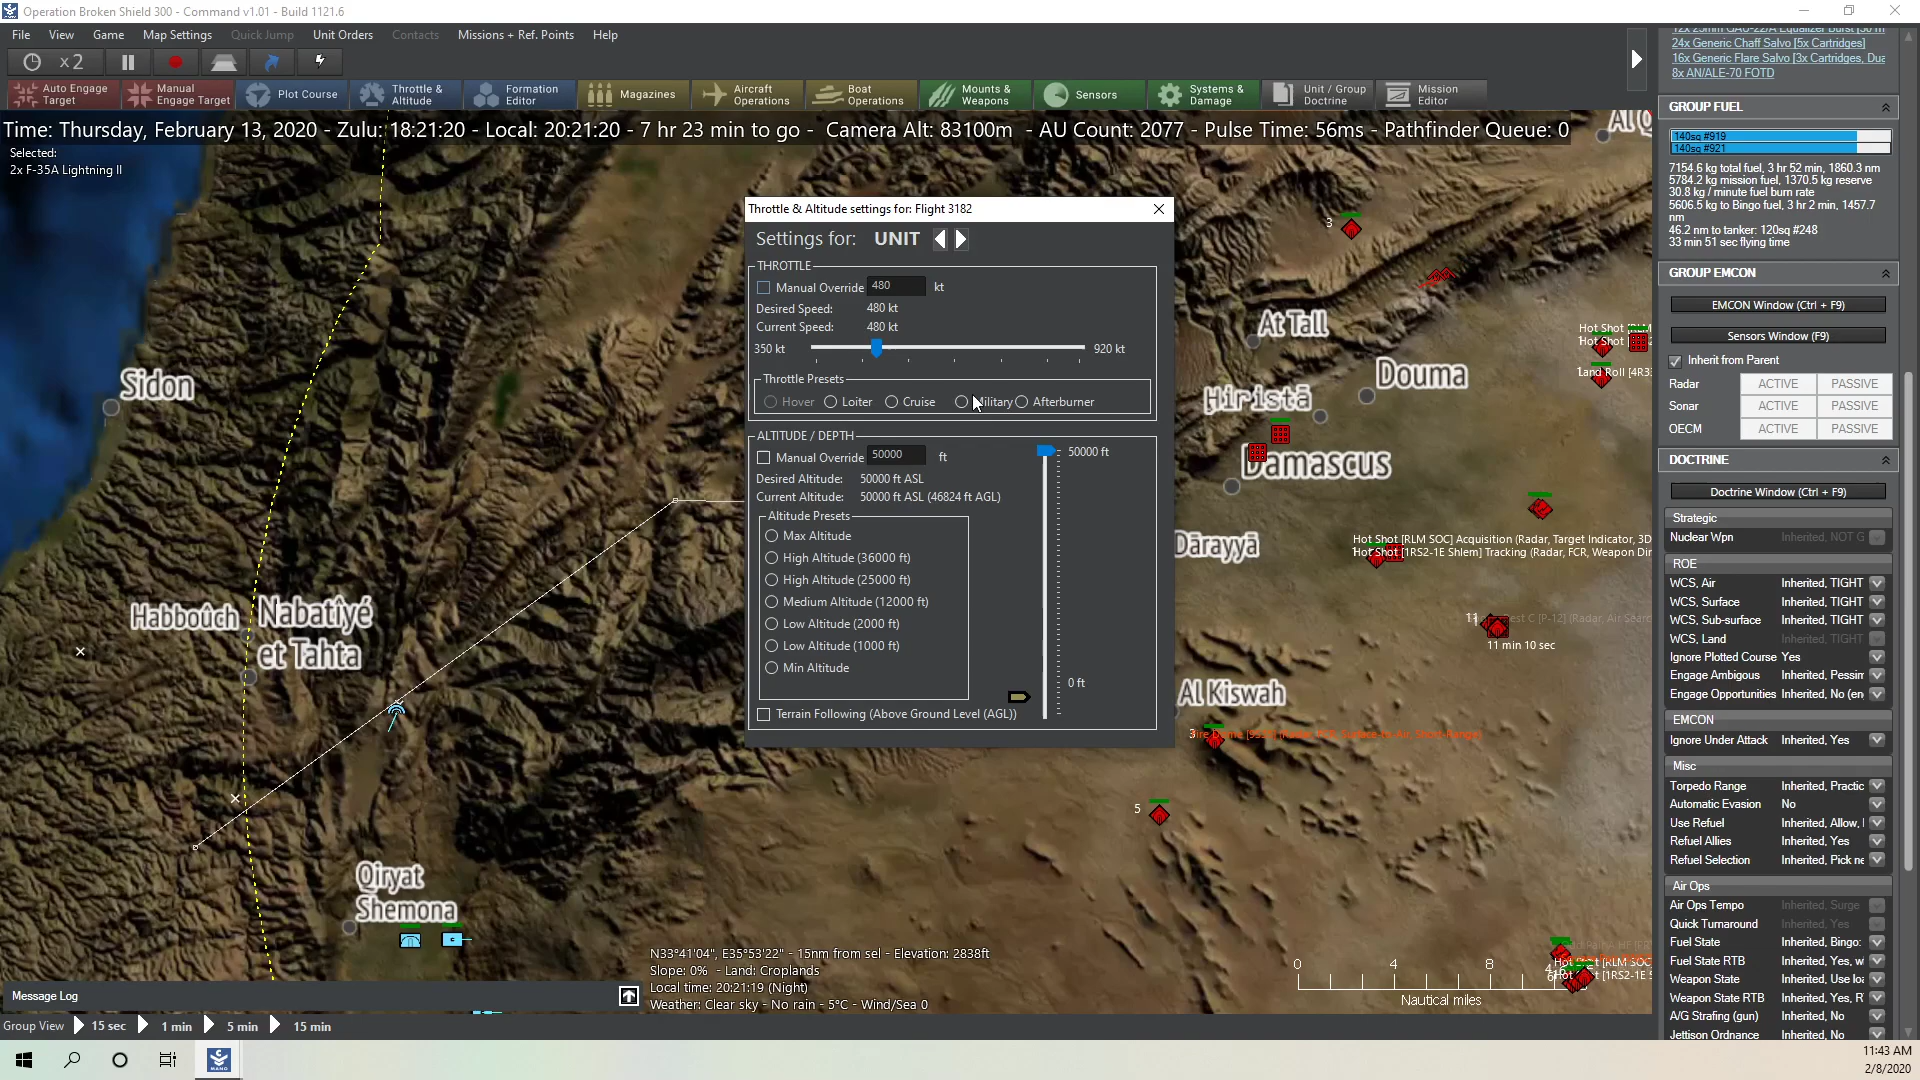 Operation Broken Shield 300 - Command v1.01 - Build 1121.6
File View Game Map Settings Quick Jump Unit Orders Contacts Missions + Ref. Points Help
x 2
Auto Engage Target
Manual Engage Target
Plot Course
Throttle & Altitude
Formation Editor
Magazines
Aircraft Operations
Boat Operations
Mounts & Weapons
Sensors
Systems & Damage
Unit / Group Doctrine
Mission Editor
Time: Thursday, February 13, 2020 - Zulu: 18:21:20 - Local: 20:21:20 - 7 hr 23 min to go - Camera Alt: 83100m - AU Count: 2077 - Pulse Time: 56ms - Pathfinder Queue: 0
Selected:
2x F-35A Lightning II
Sidon
Habboûch
Nabatîyé
et Tahta
Qiryat
Shemona
Throttle & Altitude settings for: Flight 3182
Settings for: UNIT
THROTTLE
Manual Override 480 kt
Desired Speed: 480 kt
Current Speed: 480 kt
350 kt 920 kt
Throttle Presets
Hover Loiter Cruise Military Afterburner
ALTITUDE / DEPTH
Manual Override 50000 ft
50000 ft
Desired Altitude: 50000 ft ASL
Current Altitude: 50000 ft ASL (46824 ft AGL)
Altitude Presets
Max Altitude
High Altitude (36000 ft)
High Altitude (25000 ft)
Medium Altitude (12000 ft)
Low Altitude (2000 ft)
Low Altitude (1000 ft)
Min Altitude
0 ft
Terrain Following (Above Ground Level (AGL))
3
At Tall
Douma
Hiristā
Damascus
Dārayyā
Al Kiswah
Hot Shot
Hot Shot
Land Roll
Hot Shot [RLM SOC] Acquisition (Radar, Target Indicator, 3D
Hot Shot [1RS2-1E Shlem] Tracking (Radar, FCR, Weapon Dir
11
11 min 10 sec
3
5
Hot Shot [RLM SOC
[1RS2-1E S
N33°41'04", E35°53'22" - 15nm from sel - Elevation: 2838ft
Slope: 0% - Land: Croplands
Local time: 20:21:19 (Night)
Weather: Clear sky - No rain - 5°C - Wind/Sea 0
0 4 8
Nautical miles
Message Log
Group View 15 sec 1 min 5 min 15 min
24x Generic Chaff Salvo [5x Cartridges]
16x Generic Flare Salvo [3x Cartridges, Dua
8x AN/ALE-70 FOTD
GROUP FUEL
140sq #919
140sq #921
7154.6 kg total fuel, 3 hr 52 min, 1860.3 nm
5784.2 kg mission fuel, 1370.5 kg reserve
30.8 kg / minute fuel burn rate
5606.5 kg to Bingo fuel, 3 hr 2 min, 1457.7
nm
46.2 nm to tanker: 120sq #248
33 min 51 sec flying time
GROUP EMCON
EMCON Window (Ctrl + F9)
Sensors Window (F9)
Inherit from Parent
Radar ACTIVE PASSIVE
Sonar ACTIVE PASSIVE
OECM ACTIVE PASSIVE
DOCTRINE
Doctrine Window (Ctrl + F9)
Strategic
Nuclear Wpn Inherited, NOT G
ROE
WCS, Air Inherited, TIGHT
WCS, Surface Inherited, TIGHT
WCS, Sub-surface Inherited, TIGHT
WCS, Land Inherited, TIGHT
Ignore Plotted Course Yes
Engage Ambiguous Inherited, Pessim
Engage Opportunities Inherited, No (en
EMCON
Ignore Under Attack Inherited, Yes
Misc
Torpedo Range Inherited, Practic
Automatic Evasion No
Use Refuel Inherited, Allow,
Refuel Allies Inherited, Yes
Refuel Selection Inherited, Pick ne
Air Ops
Air Ops Tempo Inherited, Surge
Quick Turnaround Inherited, Yes
Fuel State Inherited, Bingo:
Fuel State RTB Inherited, Yes, w
Weapon State Inherited, Use loa
Weapon State RTB Inherited, Yes, R
A/G Strafing (gun) Inherited, No
Jettison Ordnance Inherited, No
11:43 AM
2/8/2020